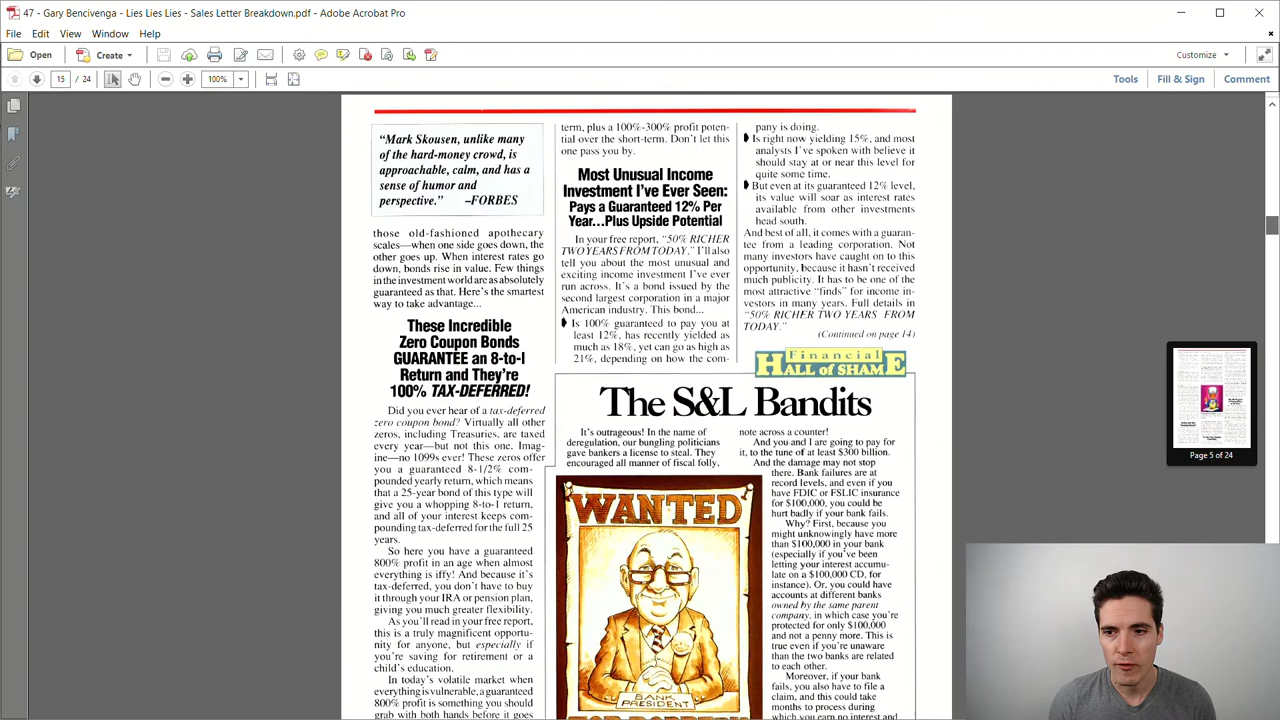 47 - Gary Bencivenga - Lies Lies Lies - Sales Letter Breakdown.pdf - Adobe Acrobat Pro
File Edit View Window Help
Open Create Customize
15 / 24 100% Tools Fill & Sign Comment
“Mark Skousen, unlike many
of the hard-money crowd, is
approachable, calm, and has a
sense of humor and
perspective.” –FORBES
those old-fashioned apothecary
scales—when one side goes down, the
other goes up. When interest rates go
down, bonds rise in value. Few things
in the investment world are as absolutely
guaranteed as that. Here's the smartest
way to take advantage...
These Incredible
Zero Coupon Bonds
GUARANTEE an 8-to-1
Return and They're
100% TAX-DEFERRED!
Did you ever hear of a tax-deferred
zero coupon bond? Virtually all other
zeros, including Treasuries, are taxed
every year—but not this one. Imag-
ine—no 1099s ever! These zeros offer
you a guaranteed 8-1/2% com-
pounded yearly return, which means
that a 25-year bond of this type will
give you a whopping 8-to-1 return,
and all of your interest keeps com-
pounding tax-deferred for the full 25
years.
So here you have a guaranteed
800% profit in an age when almost
everything is iffy! And because it's
tax-deferred, you don't have to buy
it through your IRA or pension plan,
giving you much greater flexibility.
As you'll read in your free report,
this is a truly magnificent opportu-
nity for anyone, but especially if
you're saving for retirement or a
child's education.
In today's volatile market when
everything is vulnerable, a guaranteed
800% profit is something you should
grab with both hands before it goes
term, plus a 100%-300% profit poten-
tial over the short-term. Don't let this
one pass you by.
Most Unusual Income
Investment I've Ever Seen:
Pays a Guaranteed 12% Per
Year...Plus Upside Potential
In your free report, “50% RICHER
TWO YEARS FROM TODAY,” I'll also
tell you about the most unusual and
exciting income investment I've ever
run across. It's a bond issued by the
second largest corporation in a major
American industry. This bond...
Is 100% guaranteed to pay you at
least 12%, has recently yielded as
much as 18%, yet can go as high as
21%, depending on how the com-
pany is doing.
Is right now yielding 15%, and most
analysts I've spoken with believe it
should stay at or near this level for
quite some time.
But even at its guaranteed 12% level,
its value will soar as interest rates
available from other investments
head south.
And best of all, it comes with a guaran-
tee from a leading corporation. Not
many investors have caught on to this
opportunity, because it hasn't received
much publicity. It has to be one of the
most attractive “finds” for income in-
vestors in many years. Full details in
“50% RICHER TWO YEARS FROM
TODAY.”
(Continued on page 14)
Financial
HALL OF SHAME
The S&L Bandits
It's outrageous! In the name of
deregulation, our bungling politicians
gave bankers a license to steal. They
encouraged all manner of fiscal folly.
WANTED
BANK
PRESIDENT
note across a counter!
And you and I are going to pay for
it, to the tune of at least $300 billion.
And the damage may not stop
there. Bank failures are at
record levels, and even if you
have FDIC or FSLIC insurance
for $100,000, you could be
hurt badly if your bank fails.
Why? First, because you
might unknowingly have more
than $100,000 in your bank
(especially if you've been
letting your interest accumu-
late on a $100,000 CD, for
instance). Or, you could have
accounts at different banks
owned by the same parent
company, in which case you're
protected for only $100,000
and not a penny more. This is
true even if you're unaware
than the two banks are related
to each other.
Moreover, if your bank
fails, you also have to file a
claim, and this could take
months to process during
which you earn no interest and
Page 5 of 24